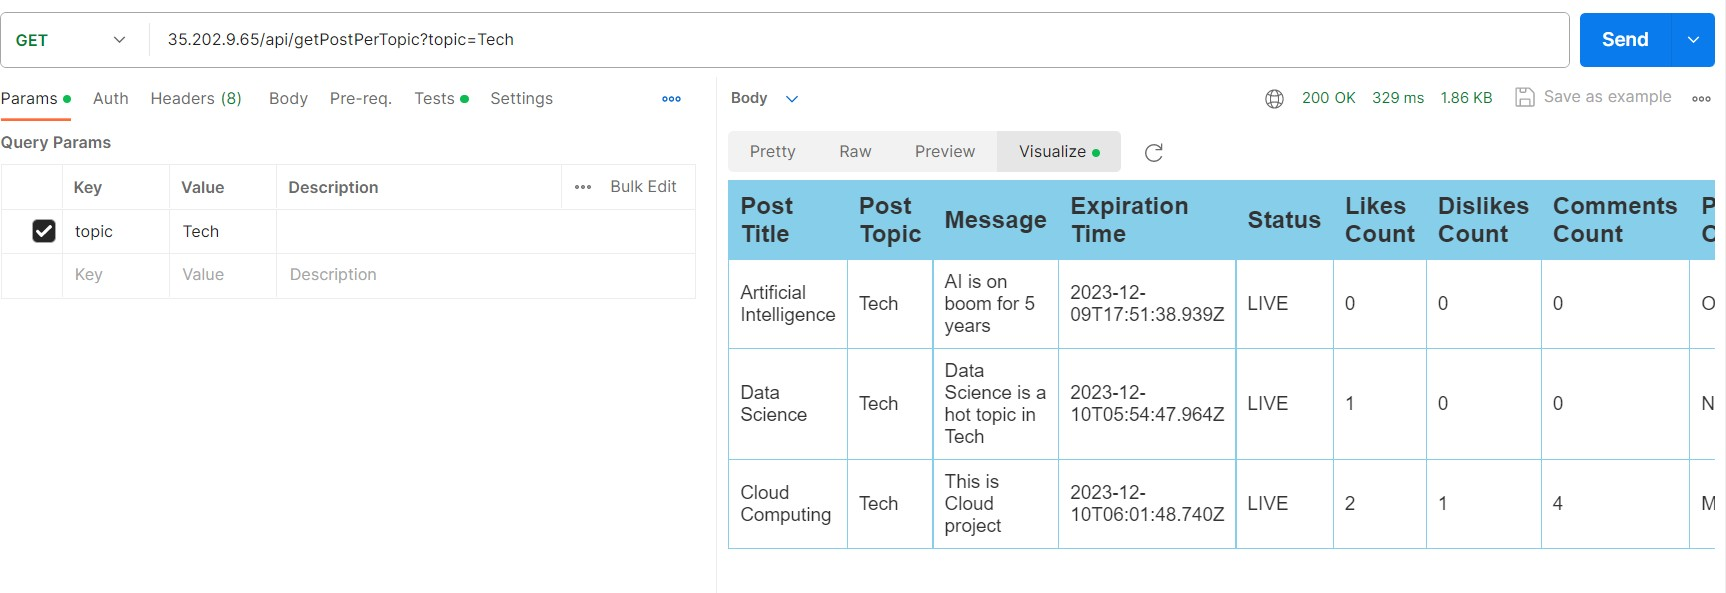 GET
35.202.9.65/api/getPostPerTopic?topic=Tech
Send
Params
Auth
Headers (8)
Body
Pre-req.
Tests
Settings
Query Params
Key
Value
Description
Bulk Edit
topic
Tech
Key
Value
Description
Body
200 OK
329 ms
1.86 KB
Save as example
Pretty
Raw
Preview
Visualize
Post
Title
Post
Topic
Message
Expiration
Time
Status
Likes
Count
Dislikes
Count
Comments
Count
Artificial
Intelligence
Tech
AI is on
boom for 5
years
2023-12-
09T17:51:38.939Z
LIVE
0
0
0
Data
Science
Tech
Data
Science is a
hot topic in
Tech
2023-12-
10T05:54:47.964Z
LIVE
1
0
0
Cloud
Computing
Tech
This is
Cloud
project
2023-12-
10T06:01:48.740Z
LIVE
2
1
4